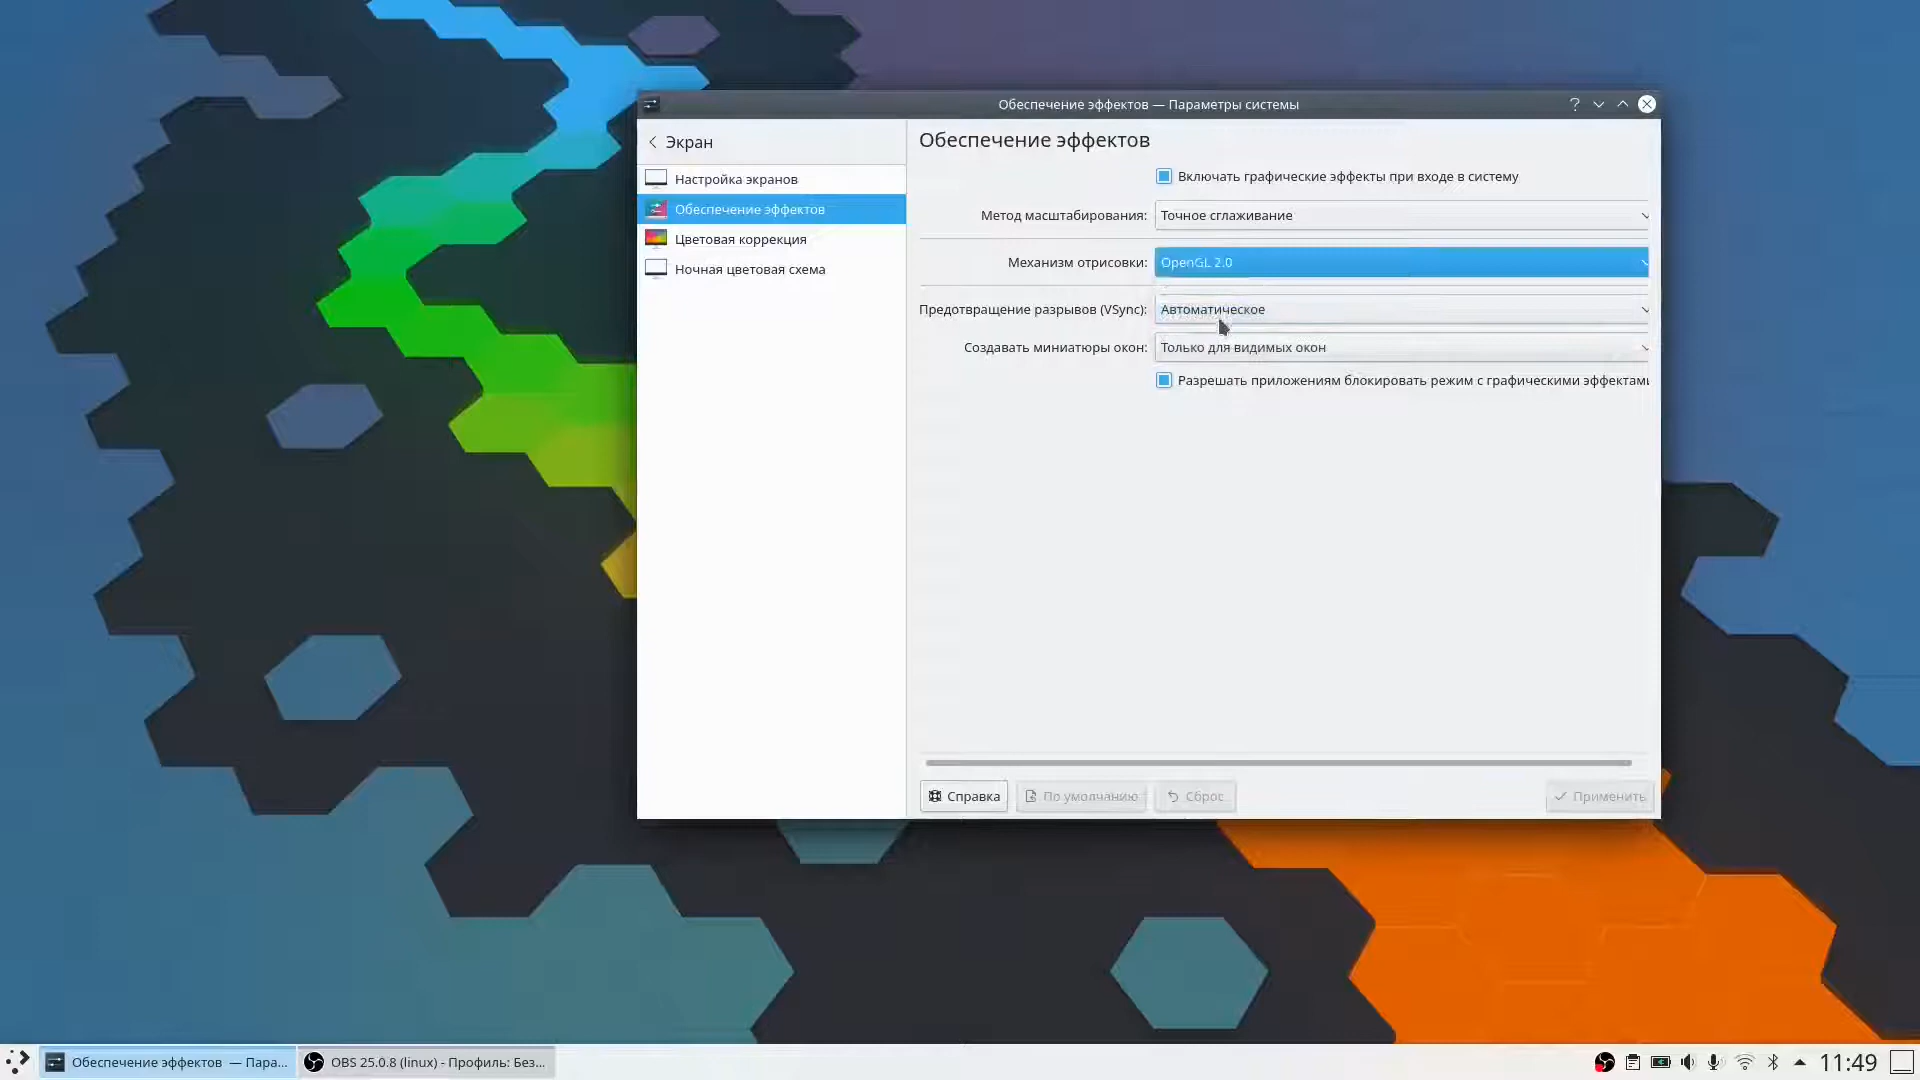 Обеспечение эффектов — Параметры системы
Экран
Настройка экранов
Обеспечение эффектов
Цветовая коррекция
Ночная цветовая схема
Обеспечение эффектов
Включать графические эффекты при входе в систему
Метод масштабирования: Точное сглаживание
Механизм отрисовки: OpenGL 2.0
Предотвращение разрывов (VSync): Автоматическое
Создавать миниатюры окон: Только для видимых окон
Разрешать приложениям блокировать режим с графическими эффектами
Справка По умолчанию Сброс Применить
Обеспечение эффектов — Пара... OBS 25.0.8 (linux) - Профиль: Без... 11:49